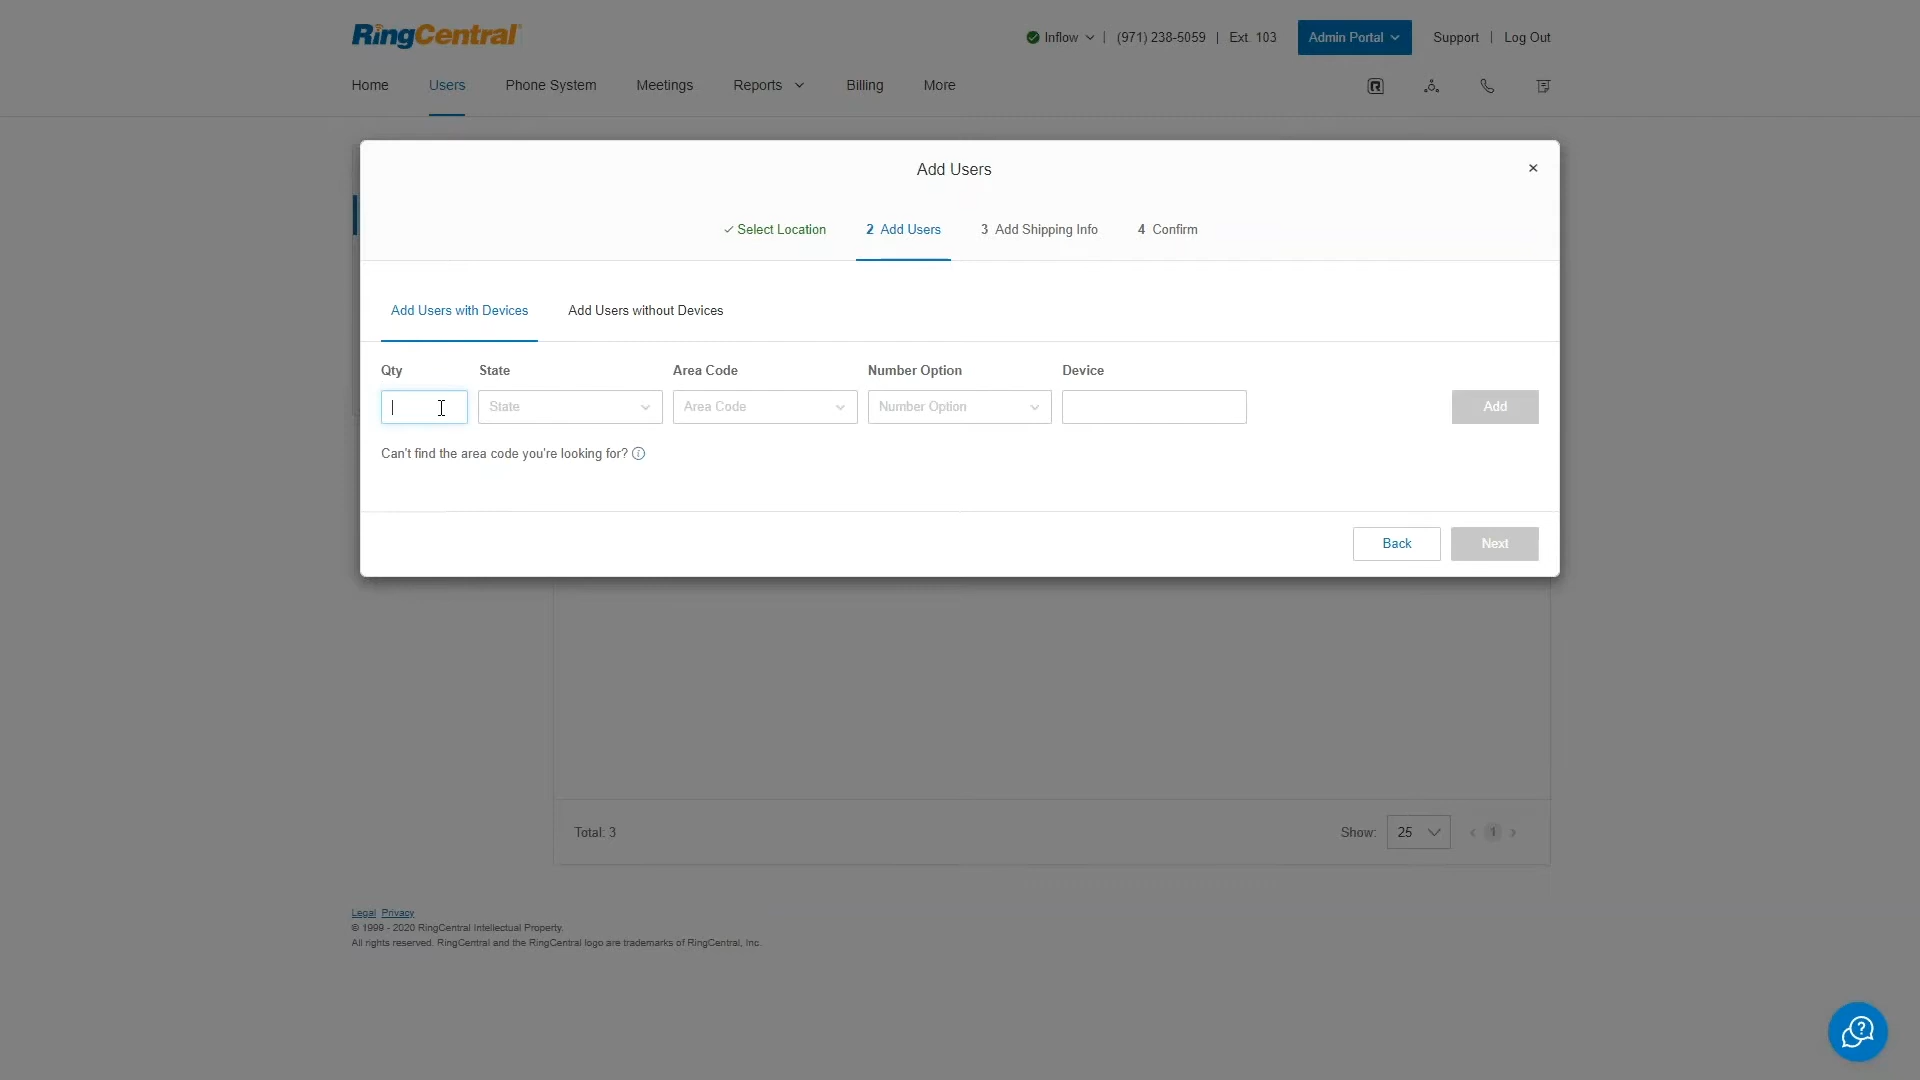 RingCentral
Inflow | (971) 238-5059 | Ext. 103 Admin Portal Support | Log Out
Home Users Phone System Meetings Reports Billing More
Add Users ×
✓ Select Location 2 Add Users 3 Add Shipping Info 4 Confirm
Add Users with Devices Add Users without Devices
Qty State Area Code Number Option Device
State Area Code Number Option Add
Can't find the area code you're looking for?
Back Next
Total: 3 Show: 25 ‹ 1 ›
Legal Privacy
© 1999 - 2020 RingCentral Intellectual Property.
All rights reserved. RingCentral and the RingCentral logo are trademarks of RingCentral, Inc.